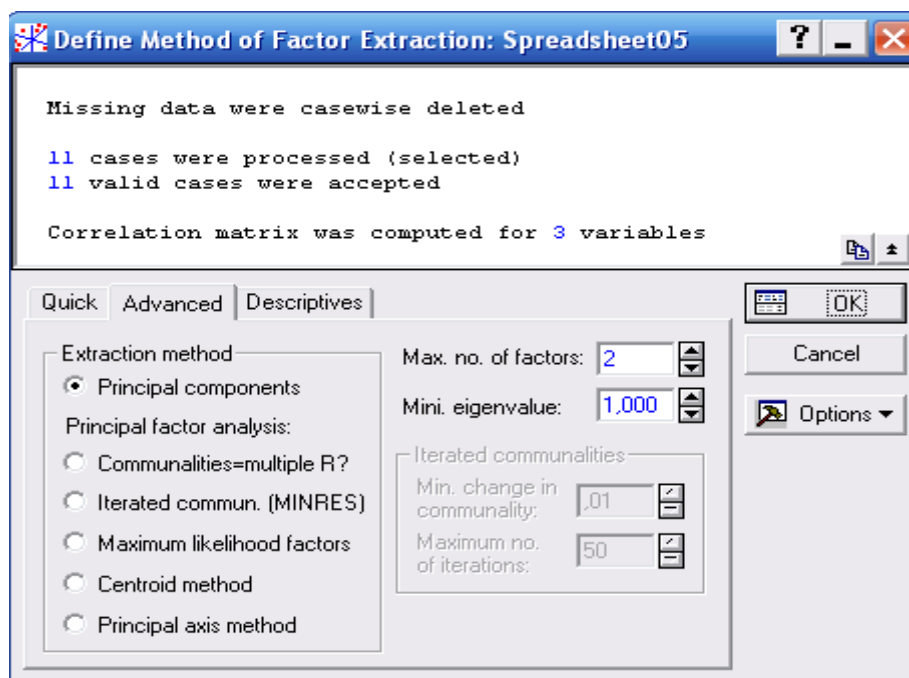 Define Method of Factor Extraction: Spreadsheet05
Missing data were casewise deleted
11 cases were processed (selected)
11 valid cases were accepted
Correlation matrix was computed for 3 variables
Quick Advanced Descriptives
OK
Cancel
Options
Extraction method
Principal components
Principal factor analysis:
Communalities=multiple R?
Iterated commun. (MINRES)
Maximum likelihood factors
Centroid method
Principal axis method
Max. no. of factors: 2
Mini. eigenvalue: 1,000
Iterated communalities
Min. change in
communality: ,01
Maximum no.
of iterations: 50